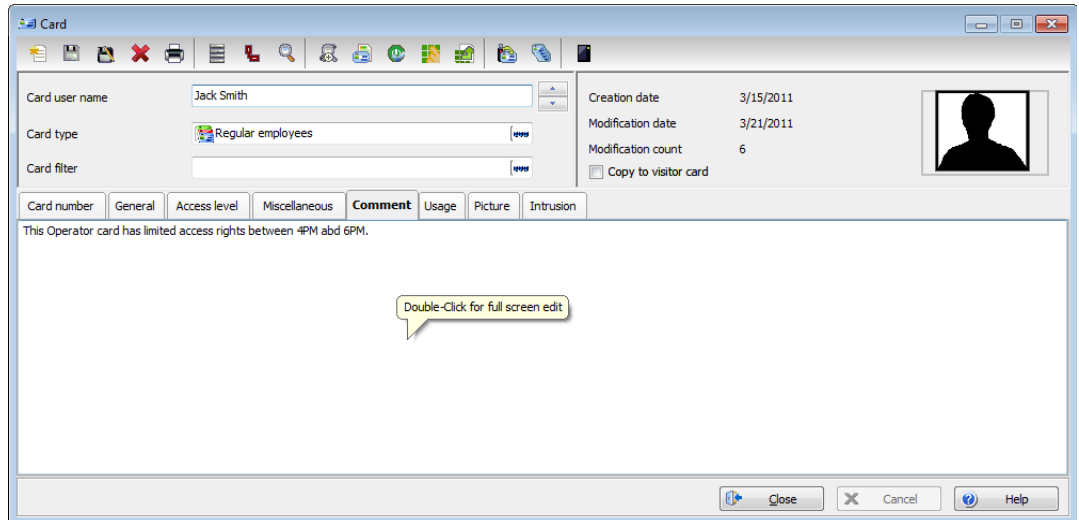 Card
Card user name
Jack Smith
Card type
Regular employees
Card filter
Creation date 3/15/2011
Modification date 3/21/2011
Modification count 6
Copy to visitor card
Card number General Access level Miscellaneous Comment Usage Picture Intrusion
This Operator card has limited access rights between 4PM abd 6PM.
Double-Click for full screen edit
Close Cancel Help